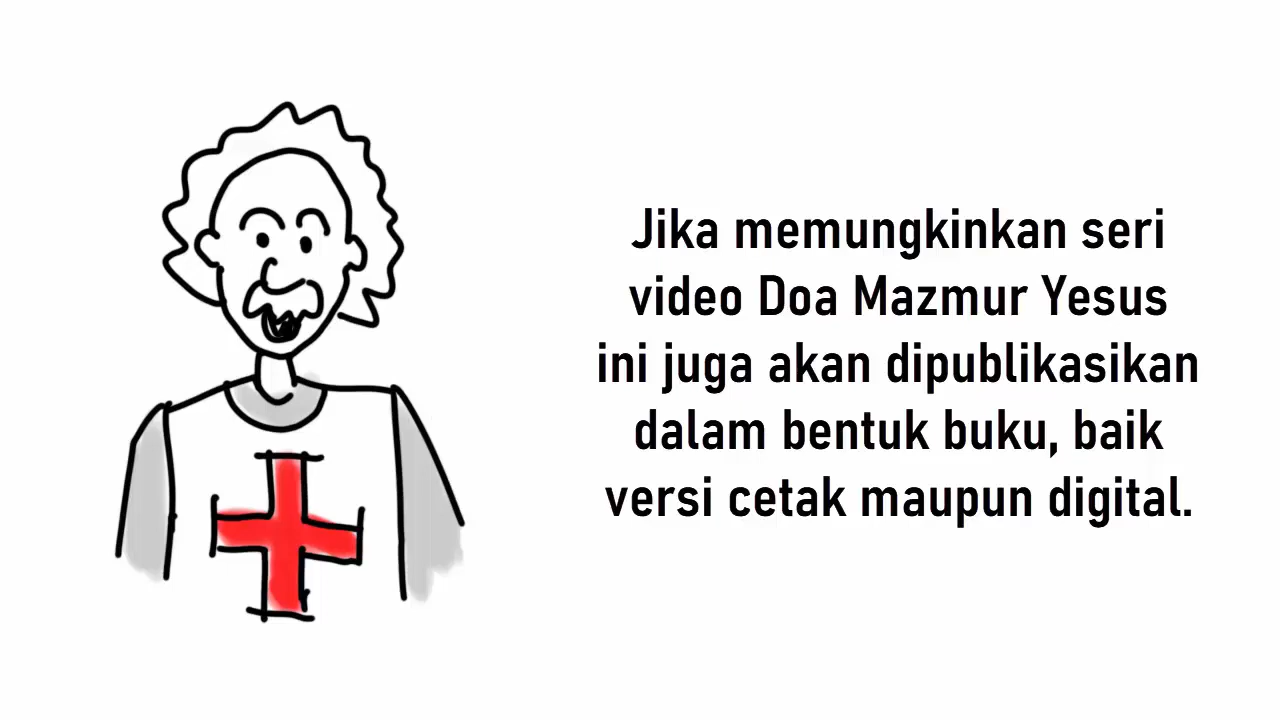 Jika memungkinkan seri
video Doa Mazmur Yesus
ini juga akan dipublikasikan
dalam bentuk buku, baik
versi cetak maupun digital.